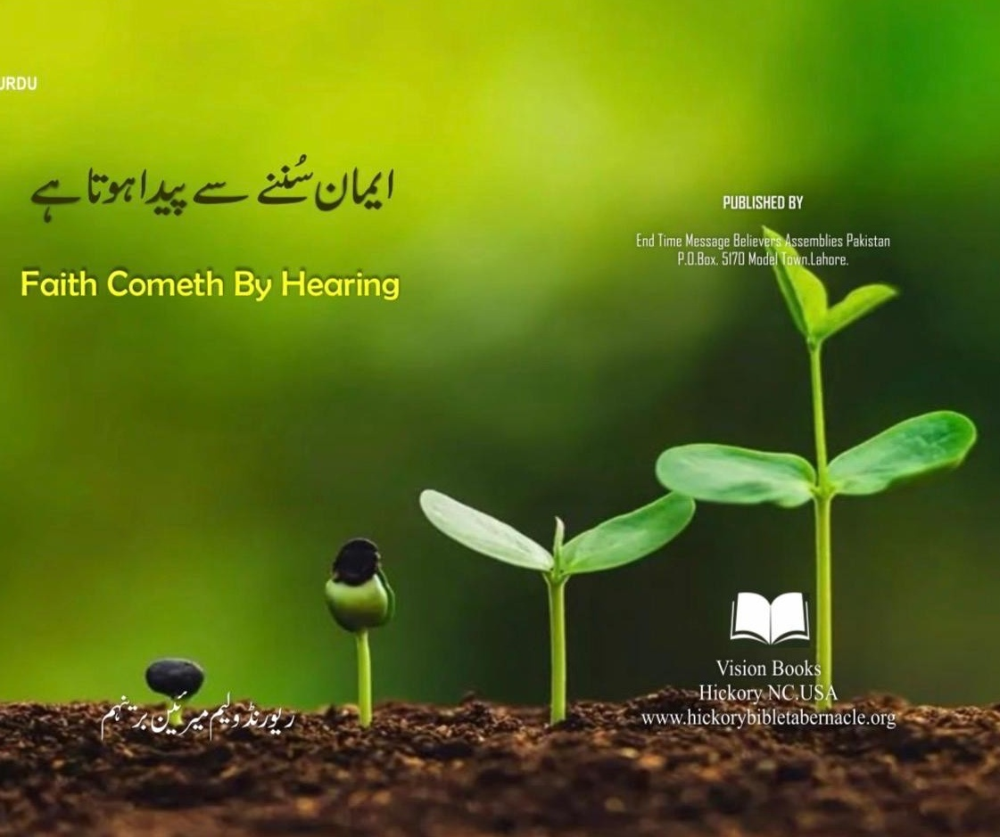 URDU
ایمان سُننے سے پیدا ہوتا ہے
Faith Cometh By Hearing
ریورنڈ ولیم میرئین برینہم
PUBLISHED BY
End Time Message Believers Assemblies Pakistan
P.O.Box. 5170 Model Town.Lahore.
Vision Books
Hickory NC.USA
www.hickorybibletabernacle.org